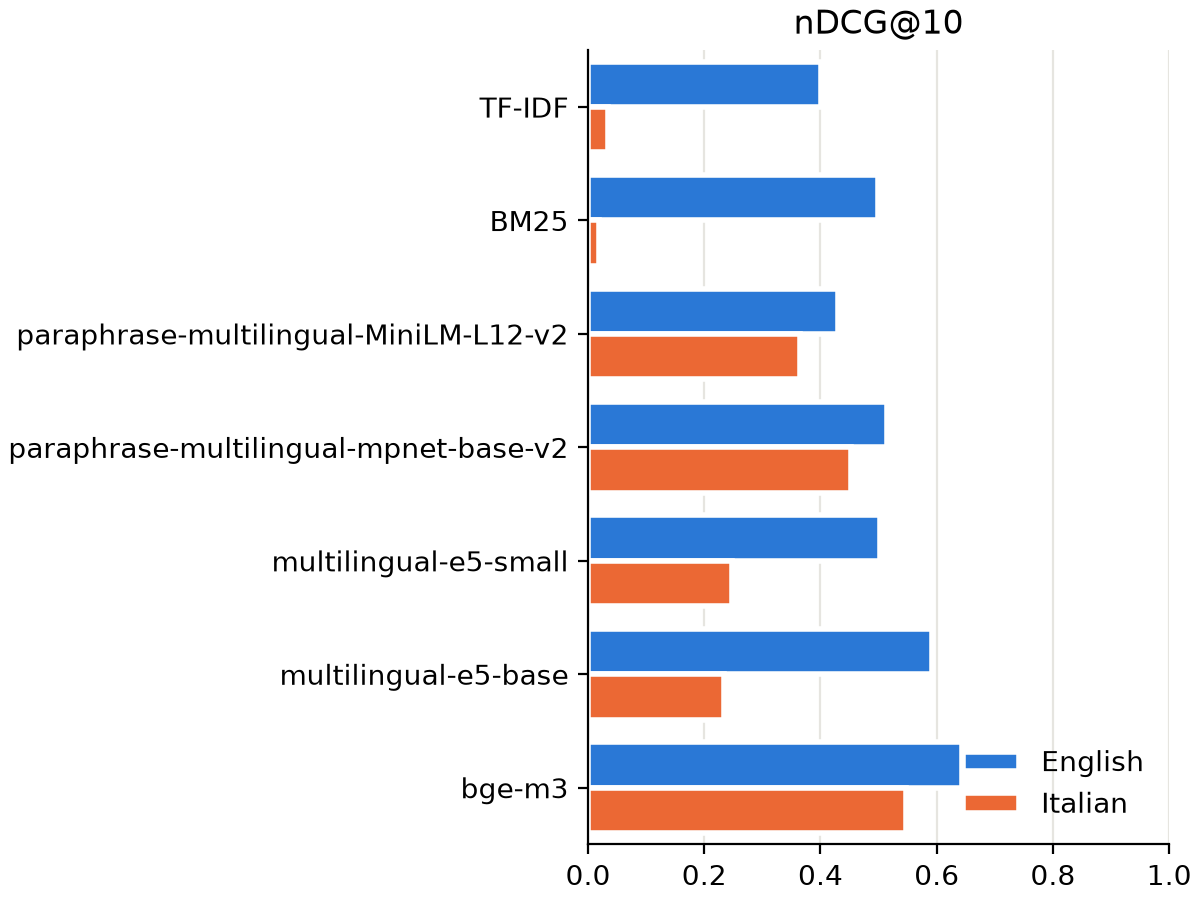 nDCG@10
TF-IDF
BM25
paraphrase-multilingual-MiniLM-L12-v2
paraphrase-multilingual-mpnet-base-v2
multilingual-e5-small
multilingual-e5-base
bge-m3
English
Italian
0.0 0.2 0.4 0.6 0.8 1.0